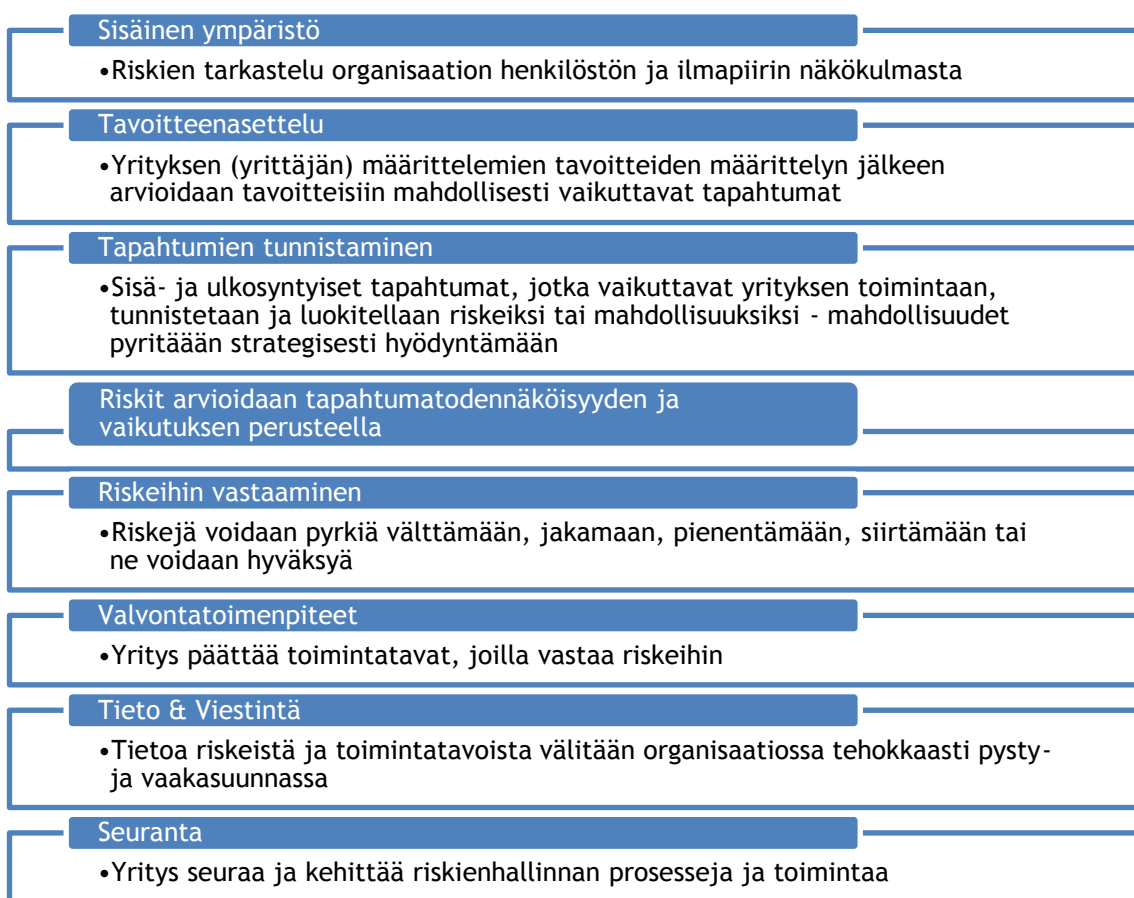 Sisäinen ympäristö
•Riskien tarkastelu organisaation henkilöstön ja ilmapiirin näkökulmasta
Tavoitteenasettelu
•Yrityksen (yrittäjän) määrittelemien tavoitteiden määrittelyn jälkeen
arvioidaan tavoitteisiin mahdollisesti vaikuttavat tapahtumat
Tapahtumien tunnistaminen
•Sisä- ja ulkosyntyiset tapahtumat, jotka vaikuttavat yrityksen toimintaan,
tunnistetaan ja luokitellaan riskeiksi tai mahdollisuuksiksi - mahdollisuudet
pyritäään strategisesti hyödyntämään
Riskit arvioidaan tapahtumatodennäköisyyden ja
vaikutuksen perusteella
Riskeihin vastaaminen
•Riskejä voidaan pyrkiä välttämään, jakamaan, pienentämään, siirtämään tai
ne voidaan hyväksyä
Valvontatoimenpiteet
•Yritys päättää toimintatavat, joilla vastaa riskeihin
Tieto & Viestintä
•Tietoa riskeistä ja toimintatavoista välitään organisaatiossa tehokkaasti pysty-
ja vaakasuunnassa
Seuranta
•Yritys seuraa ja kehittää riskienhallinnan prosesseja ja toimintaa